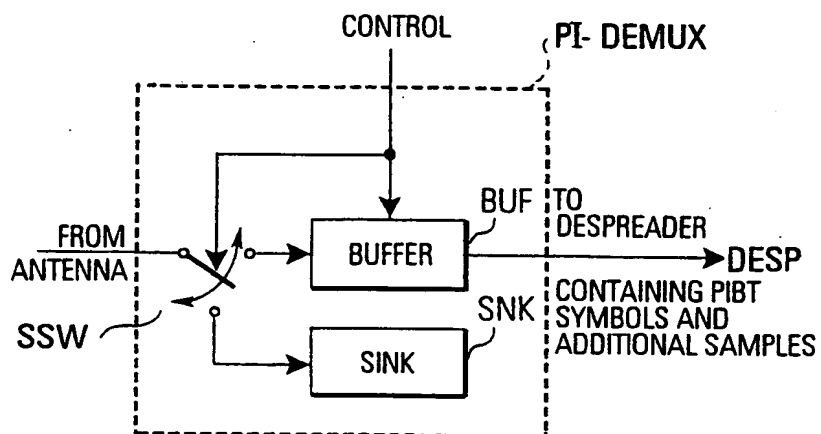 CONTROL
PI- DEMUX
FROM
ANTENNA
SSW
BUFFER
BUF
SINK
SNK
TO
DESPREADER
DESP
CONTAINING PIBT
SYMBOLS AND
ADDITIONAL SAMPLES